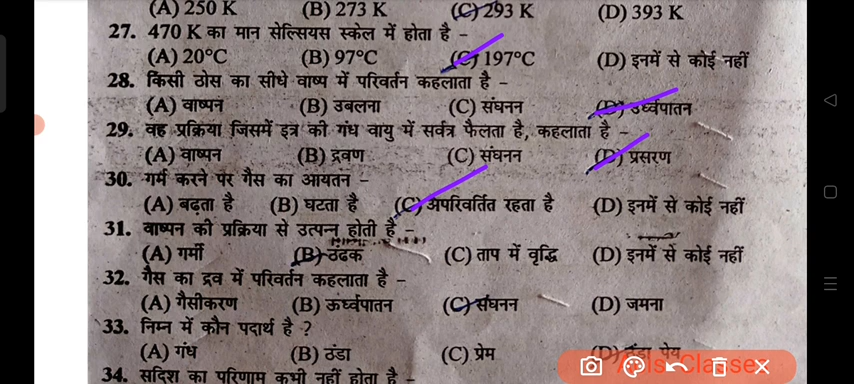 (A) 250 K (B) 273 K (C) 293 K (D) 393 K
27. 470 K का मान सेल्सियस स्केल में होता है –
(A) 20°C (B) 97°C (C) 197°C (D) इनमें से कोई नहीं
28. किसी ठोस का सीधे वाष्प में परिवर्तन कहलाता है –
(A) वाष्पन (B) उबलना (C) संघनन (D) उर्ध्वपातन
29. वह प्रक्रिया जिसमें इत्र की गंध वायु में सर्वत्र फैलता है, कहलाता है –
(A) वाष्पन (B) द्रवण (C) संघनन (D) प्रसरण
30. गर्म करने पर गैस का आयतन –
(A) बढता है (B) घटता है (C) अपरिवर्तित रहता है (D) इनमें से कोई नहीं
31. वाष्पन की प्रक्रिया से उत्पन्न होती है –
(A) गर्मी (B) ठंढक (C) ताप में वृद्धि (D) इनमें से कोई नहीं
32. गैस का द्रव में परिवर्तन कहलाता है –
(A) गैसीकरण (B) ऊर्ध्वपातन (C) संघनन (D) जमना
33. निम्न में कौन पदार्थ है ?
(A) गंध (B) ठंडा (C) प्रेम (D) ठंडा पेय
34. सदिश का परिणाम कभी नहीं होता है –